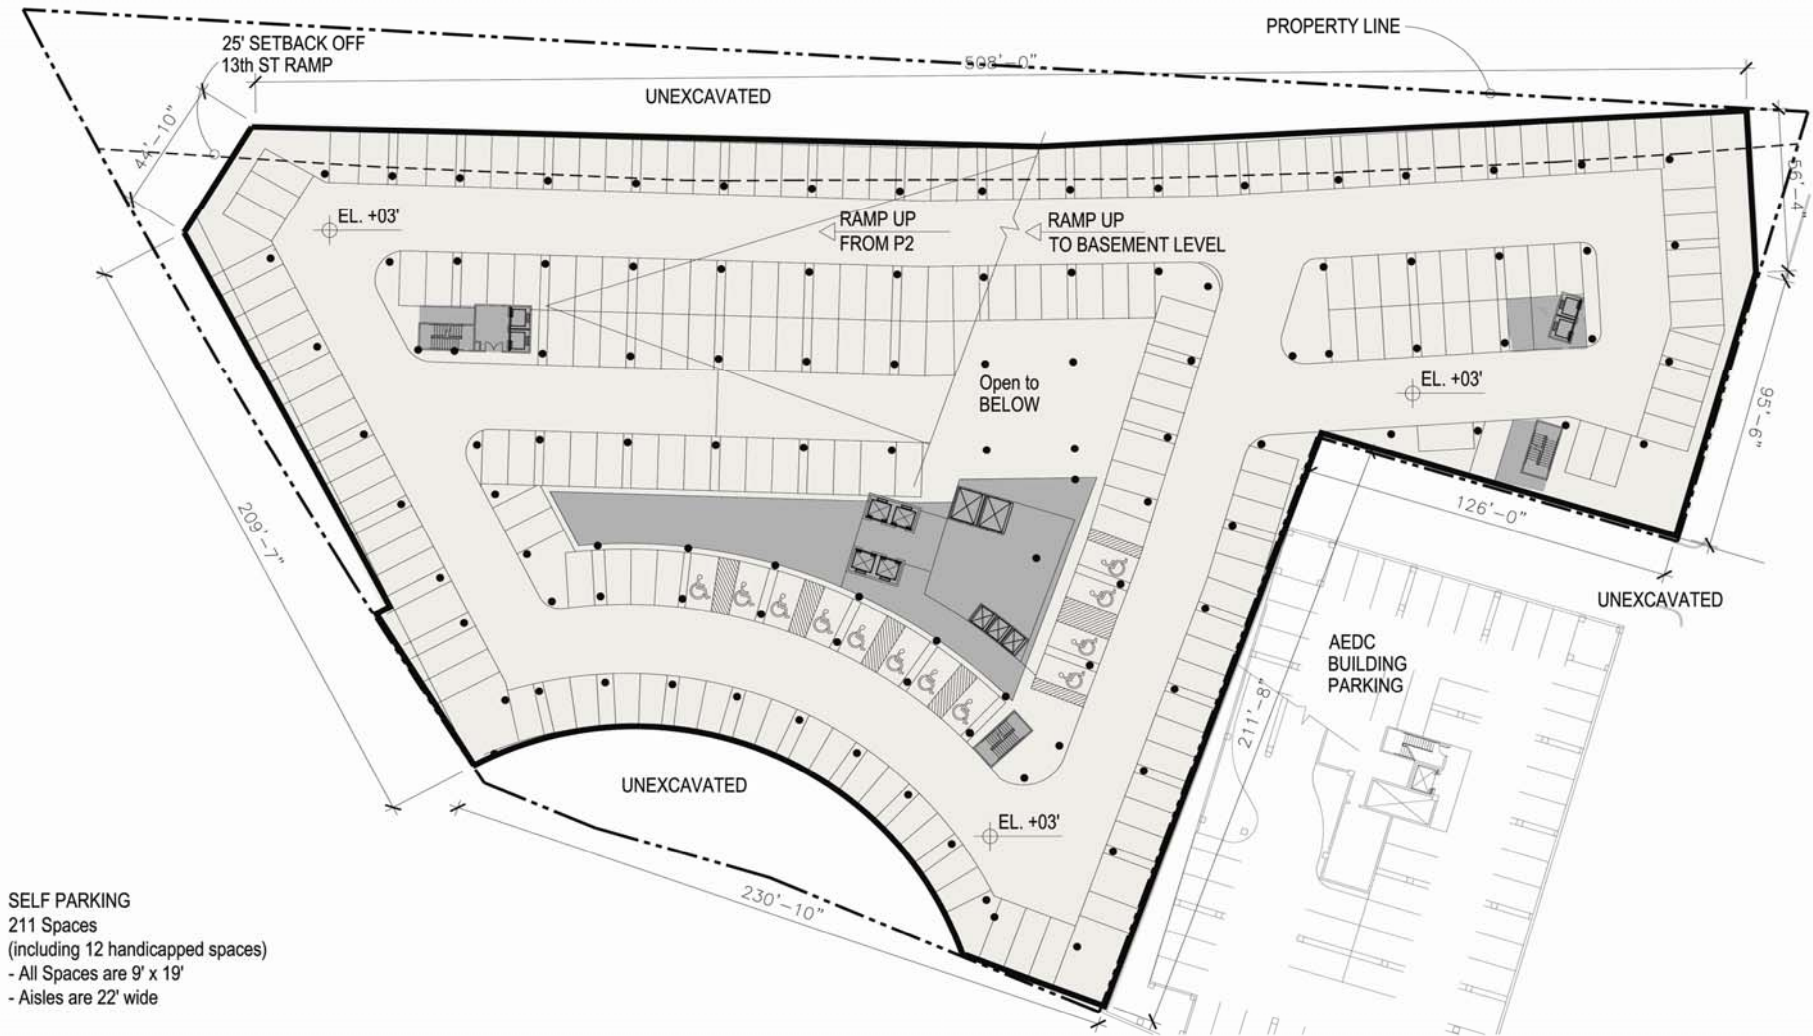 PROPERTY LINE
25' SETBACK OFF
13th ST RAMP
508'-0"
UNEXCAVATED
44'-10"
56'-4"
EL. +03'
RAMP UP
FROM P2
RAMP UP
TO BASEMENT LEVEL
Open to
BELOW
EL. +03'
95'-6"
209'-7"
126'-0"
UNEXCAVATED
AEDC
BUILDING
PARKING
211'-8"
UNEXCAVATED
EL. +03'
230'-10"
SELF PARKING
211 Spaces
(including 12 handicapped spaces)
- All Spaces are 9' x 19'
- Aisles are 22' wide